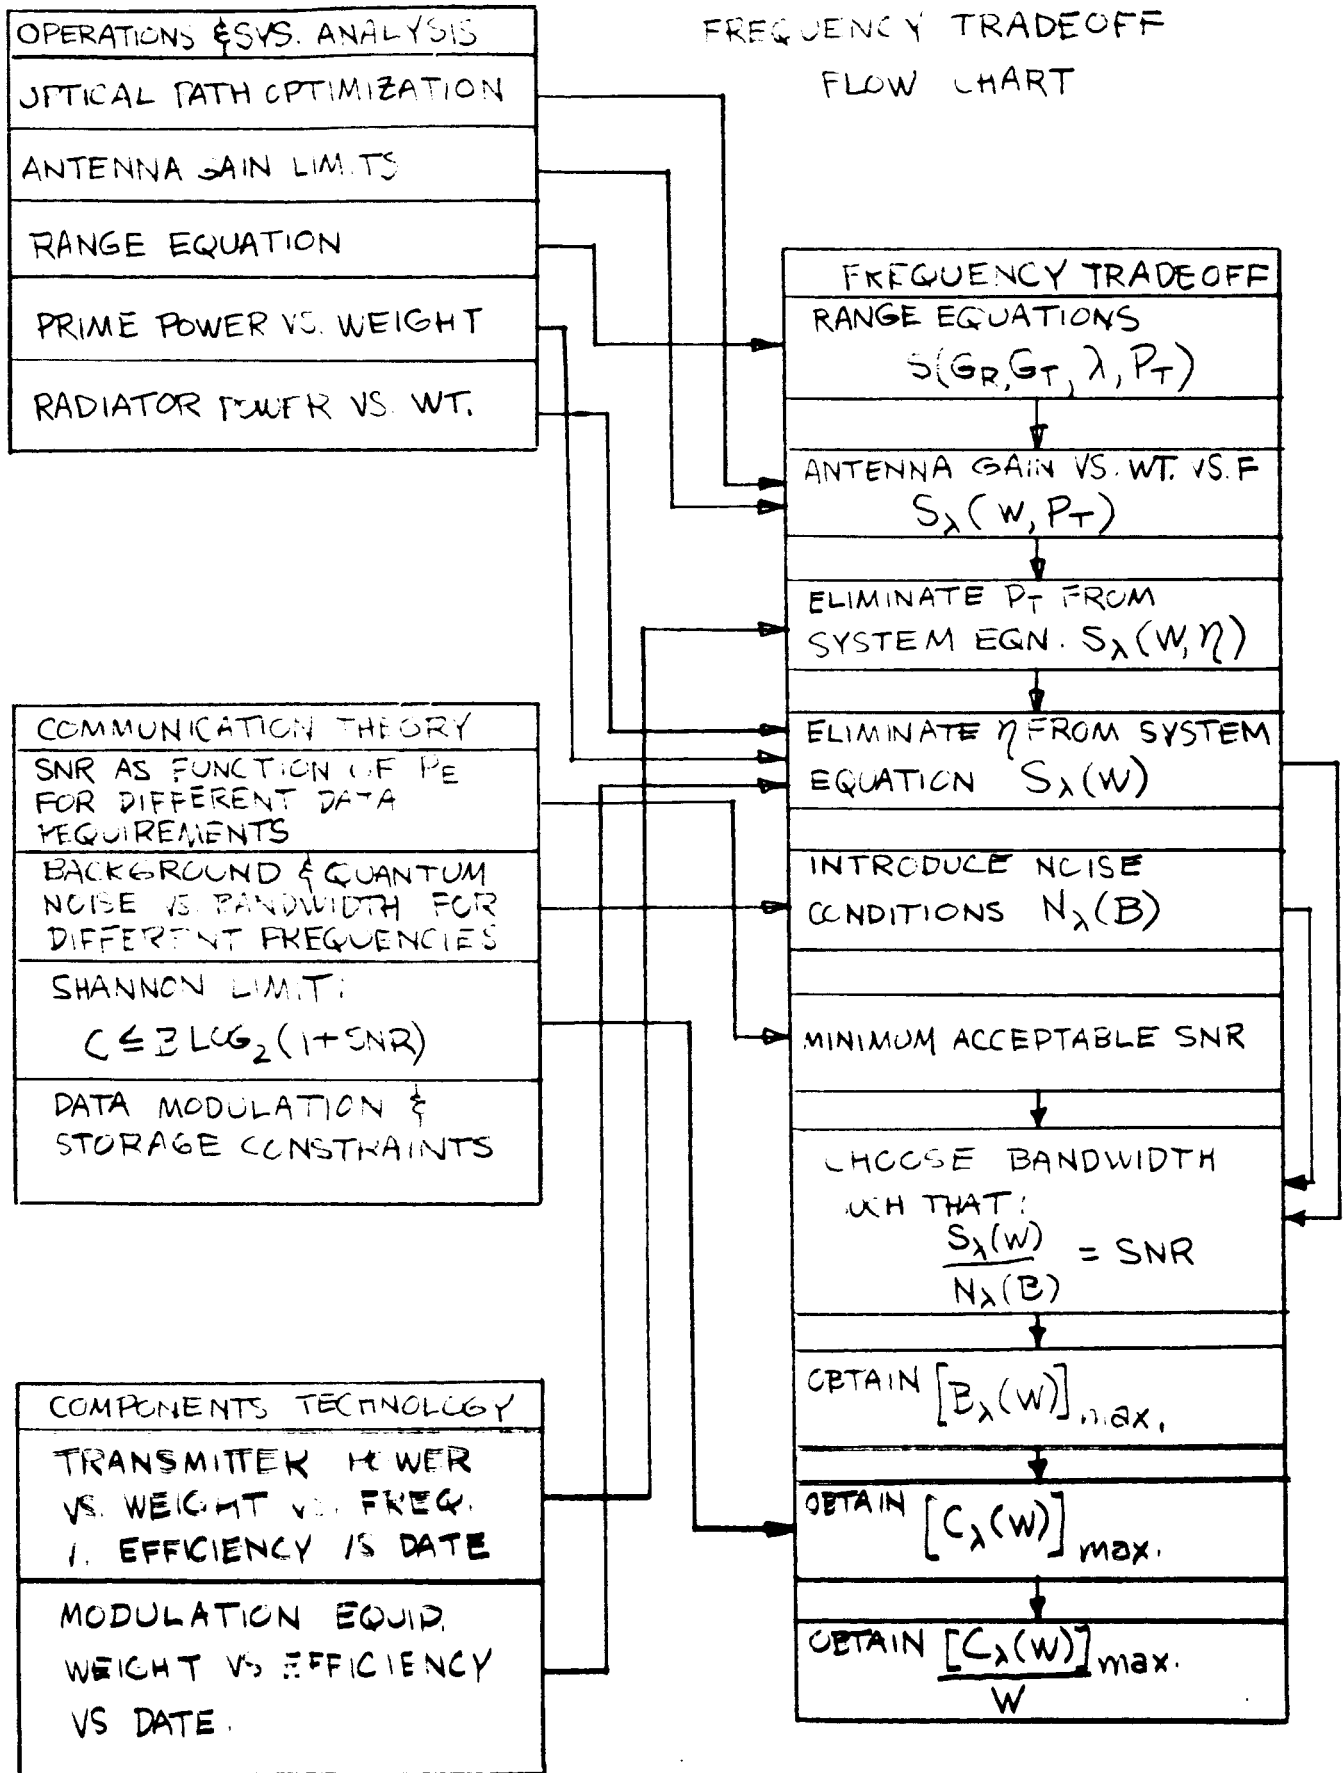 FREQUENCY TRADEOFF
FLOW CHART
OPERATIONS & SYS. ANALYSIS
OPTICAL PATH OPTIMIZATION
ANTENNA GAIN LIMITS
RANGE EQUATION
PRIME POWER VS. WEIGHT
RADIATOR POWER VS. WT.
COMMUNICATION THEORY
SNR AS FUNCTION OF PE
FOR DIFFERENT DATA
REQUIREMENTS
BACKGROUND & QUANTUM
NOISE VS. BANDWIDTH FOR
DIFFERENT FREQUENCIES
SHANNON LIMIT:
C ≤ B LOG₂(1+SNR)
DATA MODULATION &
STORAGE CONSTRAINTS
COMPONENTS TECHNOLOGY
TRANSMITTER POWER
VS. WEIGHT VS. FREQ.
EFFICIENCY VS DATE
MODULATION EQUIP.
WEIGHT VS EFFICIENCY
VS DATE.
FREQUENCY TRADEOFF
RANGE EQUATIONS
S(G_R, G_T, λ, P_T)
ANTENNA GAIN VS. WT. VS. F
S_λ(W, P_T)
ELIMINATE P_T FROM
SYSTEM EQN. S_λ(W, η)
ELIMINATE η FROM SYSTEM
EQUATION S_λ(W)
INTRODUCE NOISE
CONDITIONS N_λ(B)
MINIMUM ACCEPTABLE SNR
CHOOSE BANDWIDTH
SUCH THAT:
S_λ(W)
= SNR
N_λ(B)
OBTAIN [B_λ(W)]max.
OBTAIN [C_λ(W)]max.
OBTAIN [C_λ(W)]max.
W